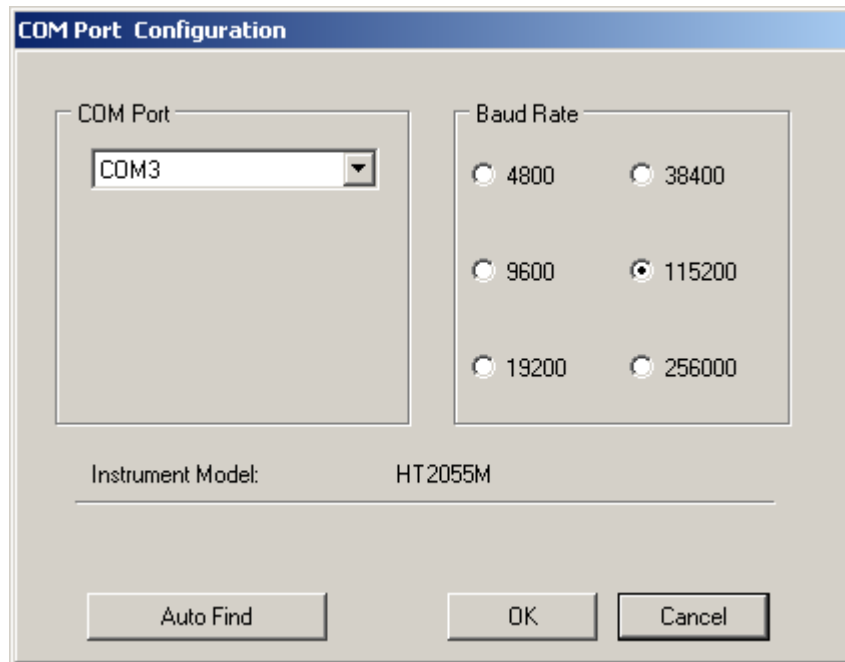 COM Port  Configuration
COM Port
COM3
Baud Rate
4800
38400
9600
115200
19200
256000
Instrument Model:
HT2055M
Auto Find
OK
Cancel